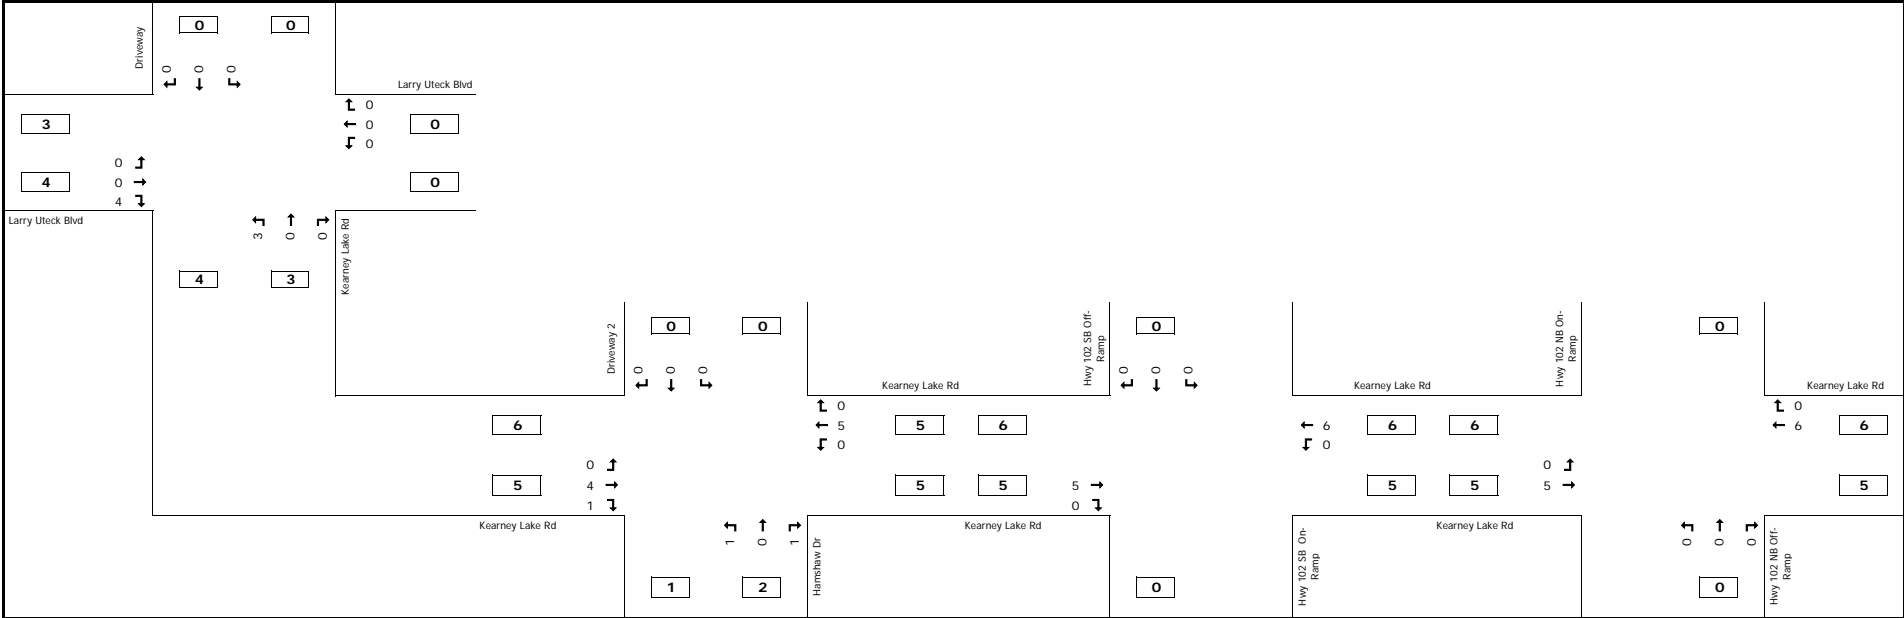 0 0
Driveway
0 0 0
Larry Uteck Blvd
0
3 0 0
0
0
4 0 0
4
Larry Uteck Blvd
3 0 0
Kearney Lake Rd
4 3
Driveway 2
0 0
Hwy 102 SB Off-
Ramp
0
Hwy 102 NB On-
Ramp
0
0 0 0
0 0 0
Kearney Lake Rd
Kearney Lake Rd
Kearney Lake Rd
0 0
6 5 5 6 6 6 6 6 6
0 0
0 0
5 4 5 5 5 5 5 5 5
1 0
Kearney Lake Rd
Kearney Lake Rd
Kearney Lake Rd
1 0 1
0 0 0
Hamshaw Dr
Hwy 102 SB On-
Ramp
Hwy 102 NB Off-
Ramp
1 2 0 0